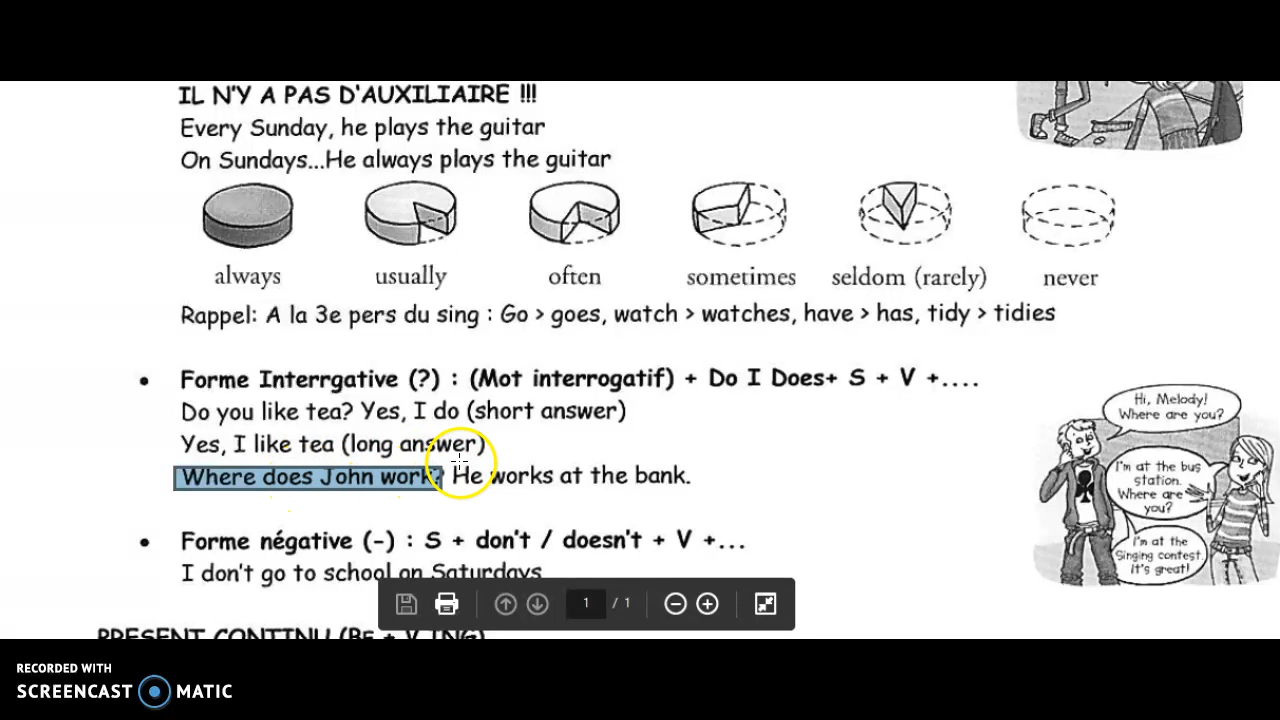 IL N'Y A PAS D'AUXILIAIRE !!!
Every Sunday, he plays the guitar
On Sundays...He always plays the guitar
always usually often sometimes seldom (rarely) never
Rappel: A la 3e pers du sing : Go > goes, watch > watches, have > has, tidy > tidies
• Forme Interrgative (?) : (Mot interrogatif) + Do I Does+ S + V +....
Do you like tea? Yes, I do (short answer)
Yes, I like tea (long answer)
Where does John work? He works at the bank.
Hi, Melody!
Where are you?
I'm at the bus
station.
Where are
you?
I'm at the
Singing contest.
It's great!
• Forme négative (-) : S + don't / doesn't + V +...
I don't go to school on Saturdays
1 / 1
PRESENT CONTINU (BE + V ING)
RECORDED WITH
SCREENCAST MATIC